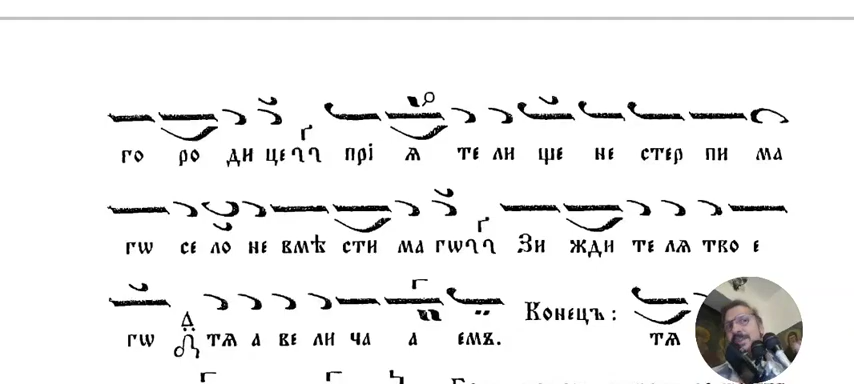 го ро ди це прі ѧ те ли ще не стер пи ма
гѡ се ло не вмѣ сти ма гѡ Зи жди те лѧ тво е
гѡ тѧ а ве ли ча а емъ. Конецъ: тѧ